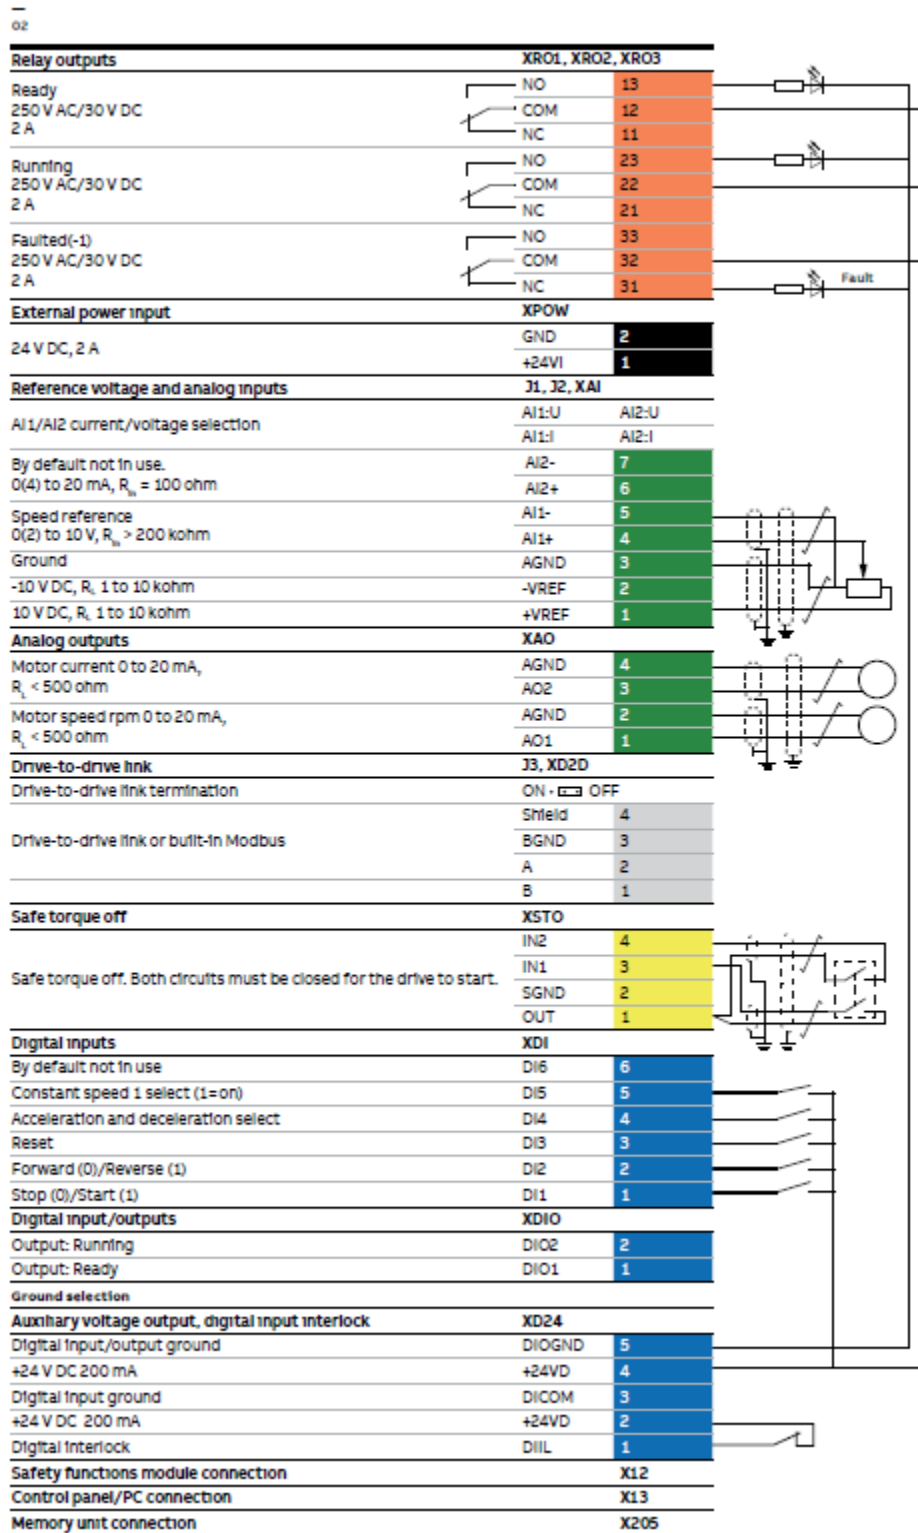 02
Relay outputs XRO1, XRO2, XRO3
Ready
250 V AC/30 V DC
2 A
NO 13
COM 12
NC 11
Running
250 V AC/30 V DC
2 A
NO 23
COM 22
NC 21
Faulted(-1)
250 V AC/30 V DC
2 A
NO 33
COM 32
NC 31
Fault
External power input XPOW
24 V DC, 2 A
GND 2
+24VI 1
Reference voltage and analog inputs J1, J2, XAI
AI1/AI2 current/voltage selection
AI1:U AI2:U
AI1:I AI2:I
By default not in use.
0(4) to 20 mA, Rin = 100 ohm
AI2- 7
AI2+ 6
Speed reference
0(2) to 10 V, Rin > 200 kohm
AI1- 5
AI1+ 4
Ground AGND 3
-10 V DC, RL 1 to 10 kohm -VREF 2
10 V DC, RL 1 to 10 kohm +VREF 1
Analog outputs XAO
Motor current 0 to 20 mA,
RL < 500 ohm
AGND 4
AO2 3
Motor speed rpm 0 to 20 mA,
RL < 500 ohm
AGND 2
AO1 1
Drive-to-drive link J3, XD2D
Drive-to-drive link termination ON - OFF
Drive-to-drive link or built-in Modbus
Shield 4
BGND 3
A 2
B 1
Safe torque off XSTO
Safe torque off. Both circuits must be closed for the drive to start.
IN2 4
IN1 3
SGND 2
OUT 1
Digital inputs XDI
By default not in use DI6 6
Constant speed 1 select (1=on) DI5 5
Acceleration and deceleration select DI4 4
Reset DI3 3
Forward (0)/Reverse (1) DI2 2
Stop (0)/Start (1) DI1 1
Digital input/outputs XDIO
Output: Running DIO2 2
Output: Ready DIO1 1
Ground selection
Auxiliary voltage output, digital input interlock XD24
Digital input/output ground DIOGND 5
+24 V DC 200 mA +24VD 4
Digital input ground DICOM 3
+24 V DC 200 mA +24VD 2
Digital interlock DIIL 1
Safety functions module connection X12
Control panel/PC connection X13
Memory unit connection X205